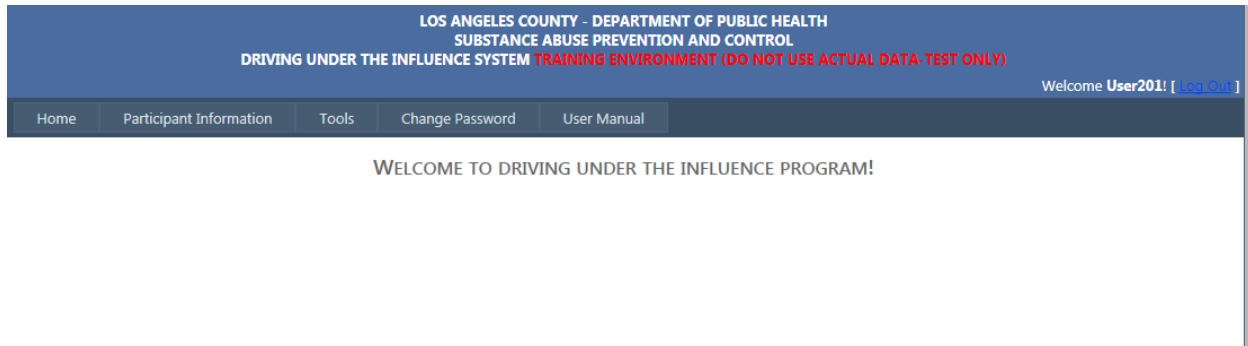 LOS ANGELES COUNTY - DEPARTMENT OF PUBLIC HEALTH
SUBSTANCE ABUSE PREVENTION AND CONTROL
DRIVING UNDER THE INFLUENCE SYSTEM TRAINING ENVIRONMENT (DO NOT USE ACTUAL DATA-TEST ONLY)
Welcome User201! [ Log Out ]
Home Participant Information Tools Change Password User Manual
WELCOME TO DRIVING UNDER THE INFLUENCE PROGRAM!